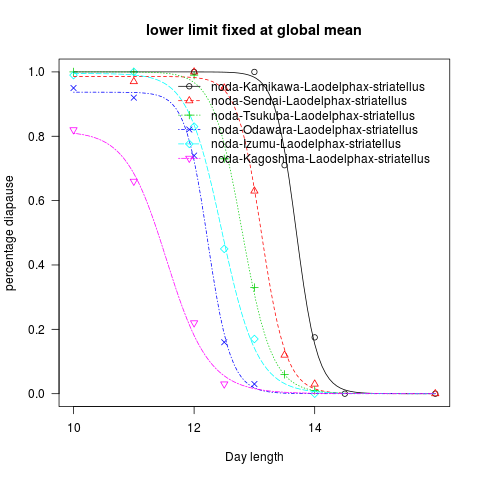 lower limit fixed at global mean
1.0
0.8
0.6
0.4
0.2
0.0
percentage diapause
noda-Kamikawa-Laodelphax-striatellus
noda-Sendai-Laodelphax-striatellus
noda-Tsukuba-Laodelphax-striatellus
noda-Odawara-Laodelphax-striatellus
noda-Izumu-Laodelphax-striatellus
noda-Kagoshima-Laodelphax-striatellus
10 12 14
Day length